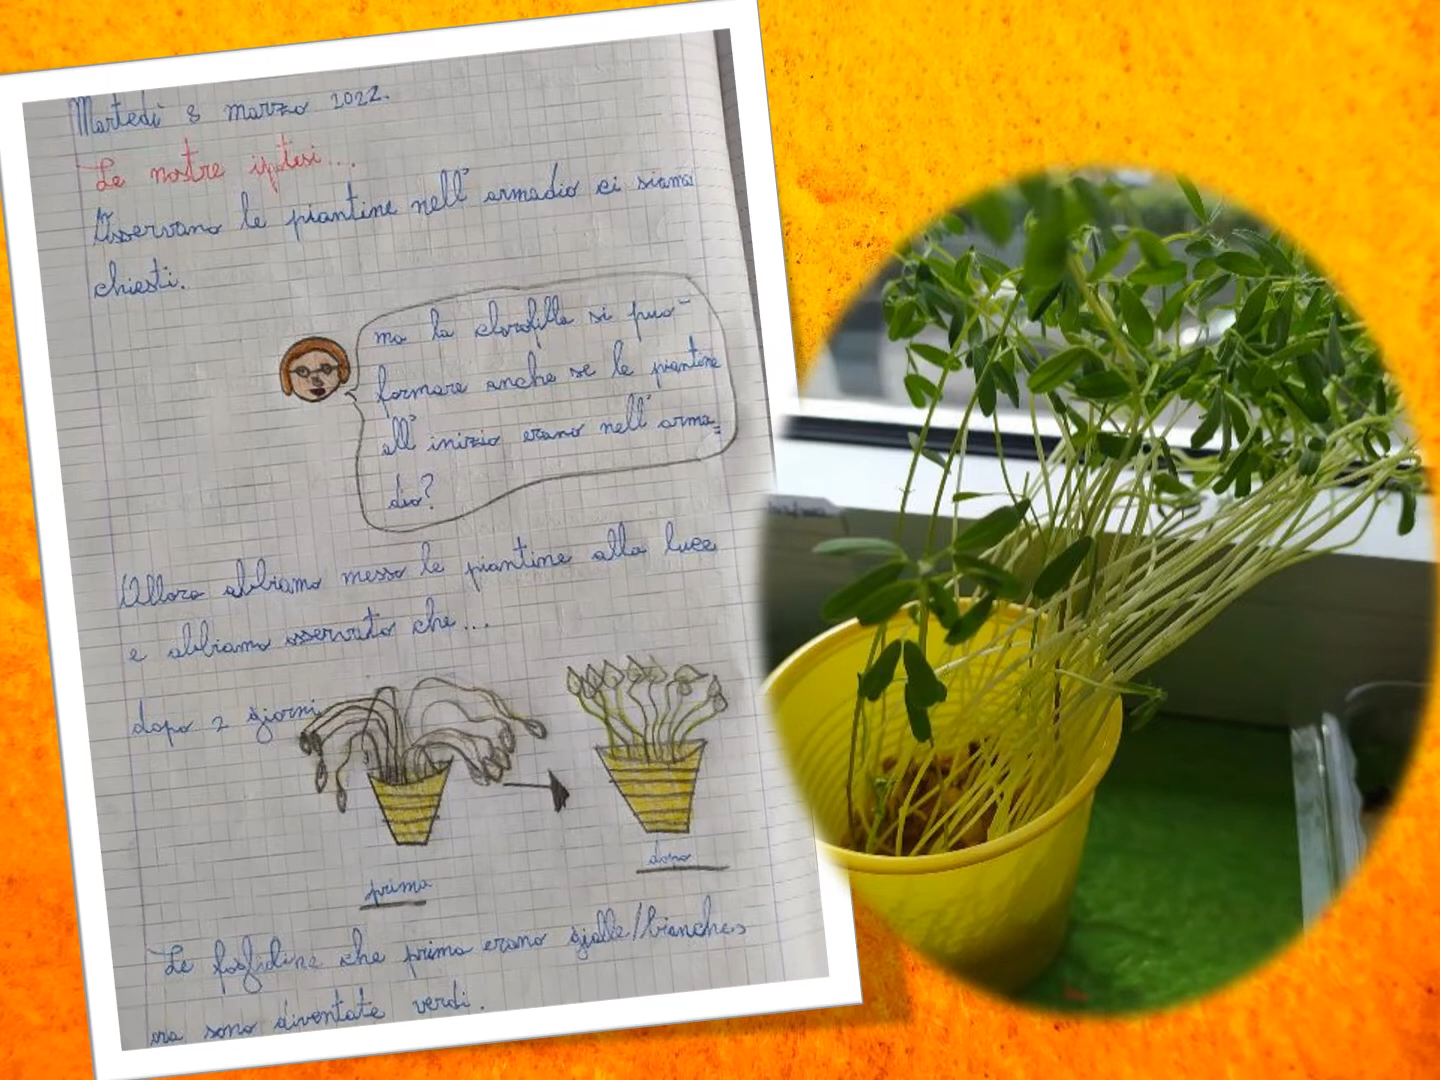 Martedì 8 marzo 2022.
Le nostre ipotesi...
Osservano le piantine nell'armadio ci siamo
chiesti.
ma la clorofilla si può
formare anche se le piantine
all'inizio erano nell'arma=
dio?
Allora abbiamo messo le piantine alla luce
e abbiamo osservato che...
dopo 2 giorni
prima
dopo
Le foglioline che prima erano gialle/bianche,
ora sono diventate verdi.